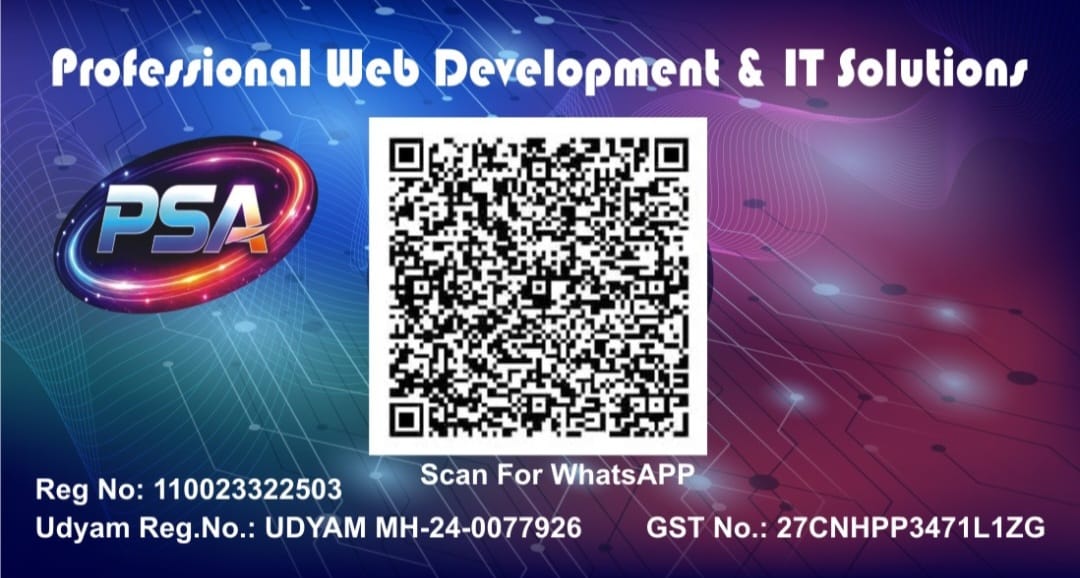 Professional Web Development & IT Solutions
PSA
Scan For WhatsAPP
Reg No: 110023322503
Udyam Reg.No.: UDYAM MH-24-0077926
GST No.: 27CNHPP3471L1ZG